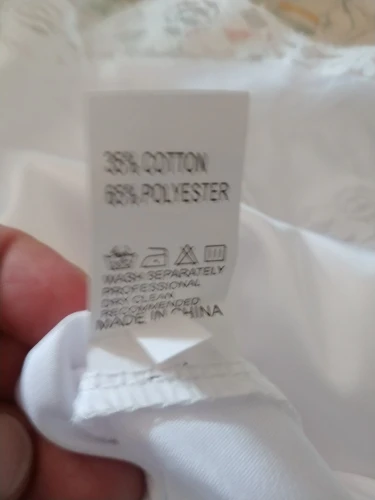 35% COTTON
65% POLYESTER
WASH SEPARATELY
PROFESSIONAL
DRY CLEAN
RECOMMENDED
MADE IN CHINA